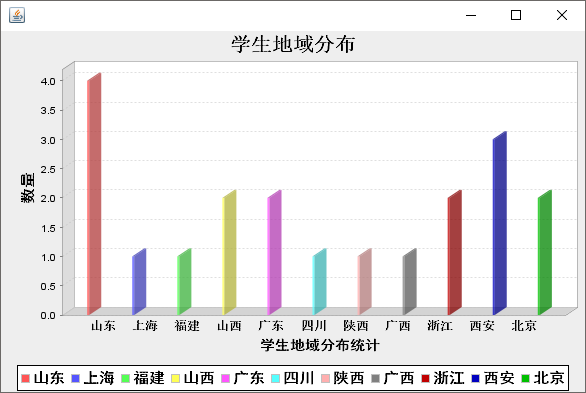 学生地域分布
4.0
3.5
3.0
2.5
2.0
1.5
1.0
0.5
0.0
数量
山东 上海 福建 山西 广东 四川 陕西 广西 浙江 西安 北京
学生地域分布统计
山东 上海 福建 山西 广东 四川 陕西 广西 浙江 西安 北京